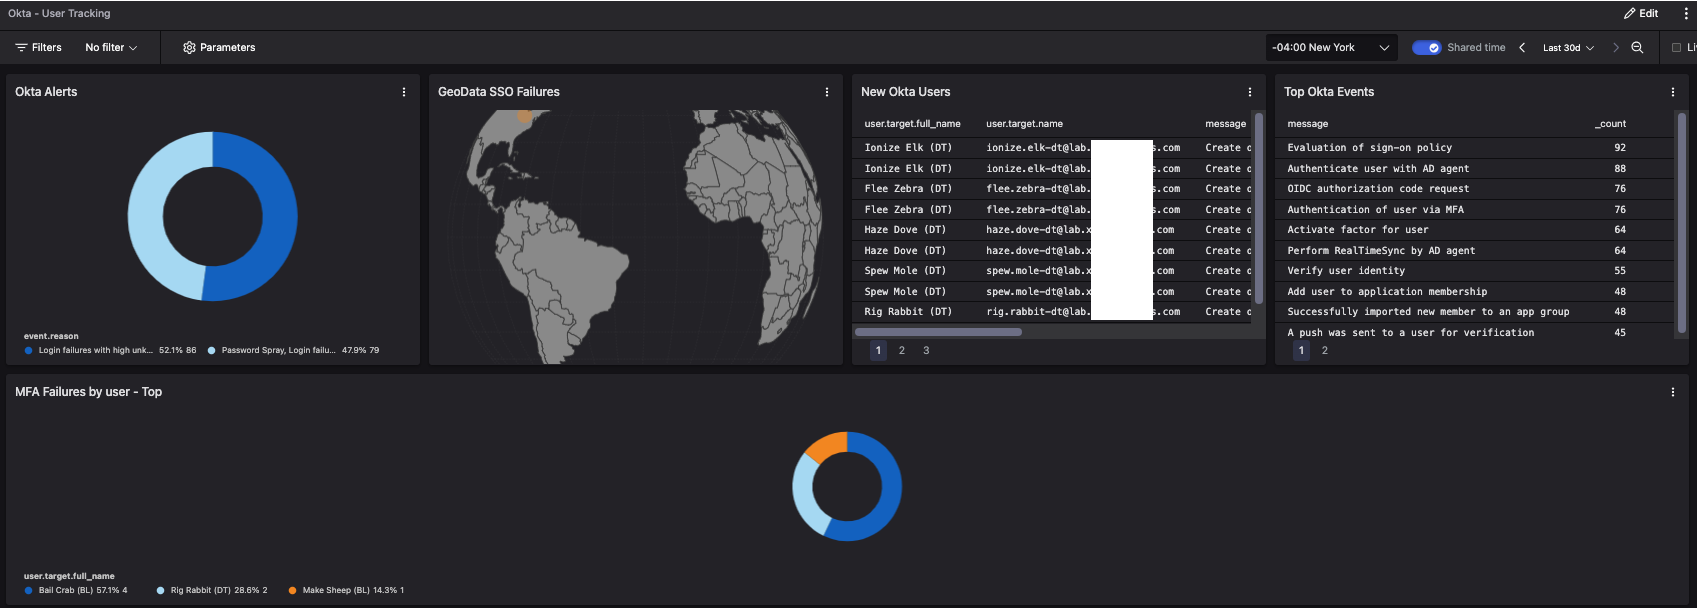 Okta - User Tracking
Edit
Filters
No filter
Parameters
-04:00 New York
Shared time
Last 30d
Okta Alerts
event.reason
Login failures with high unk... 52.1% 86
Password Spray, Login failu... 47.9% 79
GeoData SSO Failures
New Okta Users
user.target.full_name user.target.name message
Ionize Elk (DT) ionize.elk-dt@lab. s.com Create
Ionize Elk (DT) ionize.elk-dt@lab. s.com Create
Flee Zebra (DT) flee.zebra-dt@lab. s.com Create
Flee Zebra (DT) flee.zebra-dt@lab. s.com Create
Haze Dove (DT) haze.dove-dt@lab.x .com Create
Haze Dove (DT) haze.dove-dt@lab.x .com Create
Spew Mole (DT) spew.mole-dt@lab.x .com Create
Spew Mole (DT) spew.mole-dt@lab.x .com Create
Rig Rabbit (DT) rig.rabbit-dt@lab. s.com Create
1 2 3
Top Okta Events
message _count
Evaluation of sign-on policy 92
Authenticate user with AD agent 88
OIDC authorization code request 76
Authentication of user via MFA 76
Activate factor for user 64
Perform RealTimeSync by AD agent 64
Verify user identity 55
Add user to application membership 48
Successfully imported new member to an app group 48
A push was sent to a user for verification 45
1 2
MFA Failures by user - Top
user.target.full_name
Bail Crab (BL) 57.1% 4
Rig Rabbit (DT) 28.6% 2
Make Sheep (BL) 14.3% 1